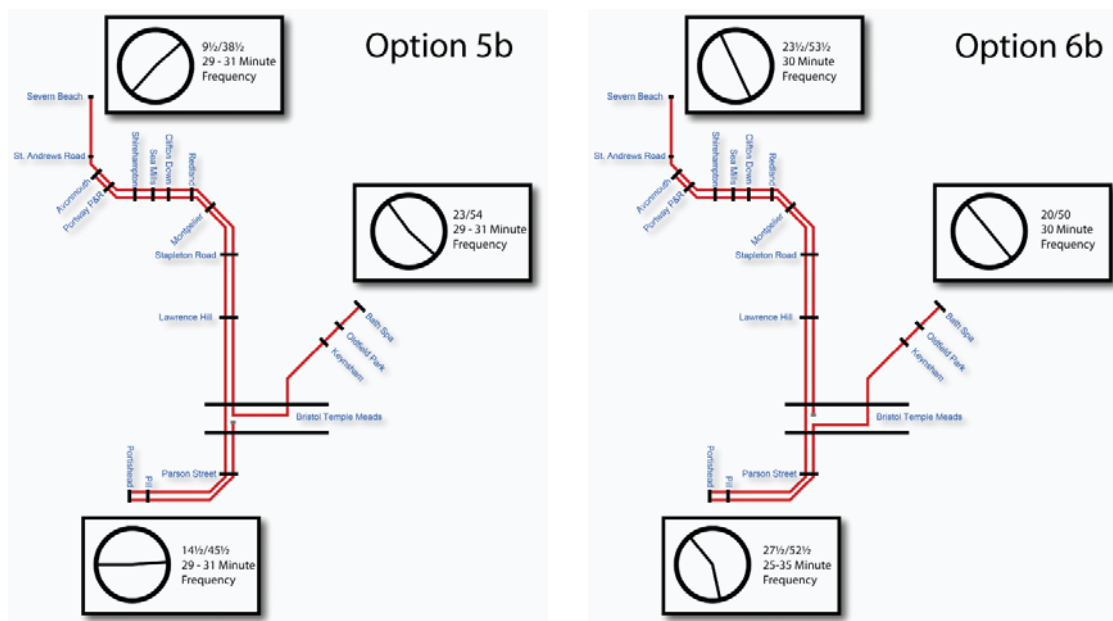 Option 5b
9½/38½
29 - 31 Minute
Frequency
Severn Beach
St. Andrews Road
Avonmouth
Portway P&R
Shirehampton
Sea Mills
Clifton Down
Redland
Montpelier
23/54
29 - 31 Minute
Frequency
Stapleton Road
Lawrence Hill
Bath Spa
Oldfield Park
Keynsham
Bristol Temple Meads
Parson Street
Portishead
Pill
14½/45½
29 - 31 Minute
Frequency
Option 6b
23½/53½
30 Minute
Frequency
Severn Beach
St. Andrews Road
Avonmouth
Portway P&R
Shirehampton
Sea Mills
Clifton Down
Redland
Montpelier
20/50
30 Minute
Frequency
Stapleton Road
Lawrence Hill
Bath Spa
Oldfield Park
Keynsham
Bristol Temple Meads
Parson Street
Portishead
Pill
27½/52½
25-35 Minute
Frequency